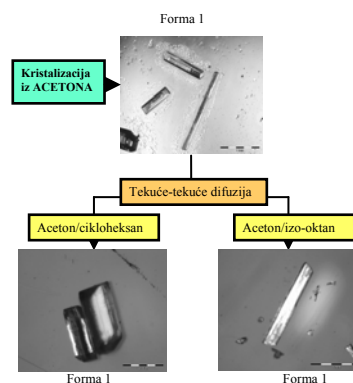 Forma 1
Kristalizacija
iz ACETONA
Tekuće-tekuće difuzija
Aceton/cikloheksan
Aceton/izo-oktan
Forma 1
Forma 1